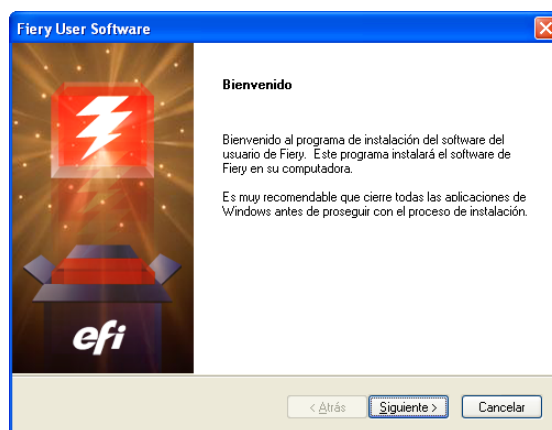 Fiery User Software
Bienvenido
Bienvenido al programa de instalación del software del
usuario de Fiery. Este programa instalará el software de
Fiery en su computadora.
Es muy recomendable que cierre todas las aplicaciones de
Windows antes de proseguir con el proceso de instalación.
efi
< Atrás
Siguiente >
Cancelar